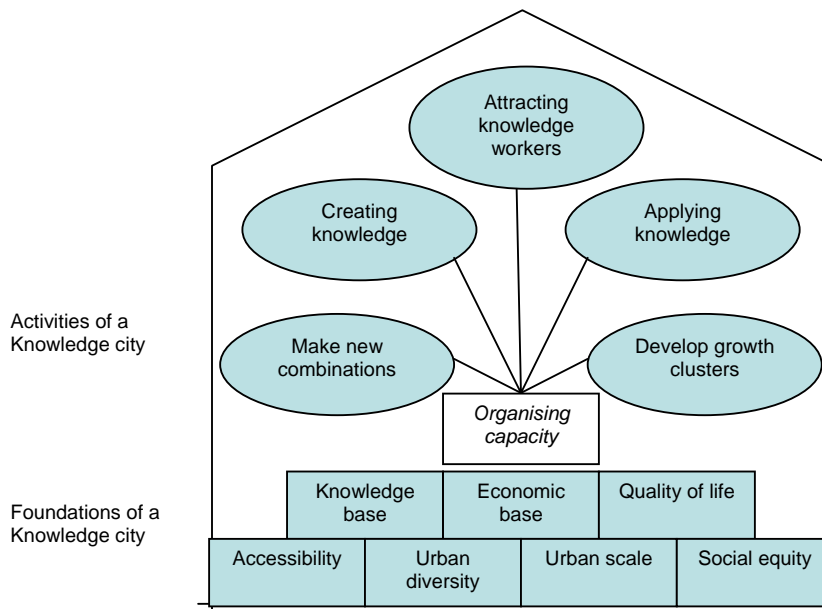 Attracting
knowledge
workers
Creating
knowledge
Applying
knowledge
Activities of a
Knowledge city
Make new
combinations
Develop growth
clusters
Organising
capacity
Foundations of a
Knowledge city
Knowledge
base
Economic
base
Quality of life
Accessibility
Urban
diversity
Urban scale
Social equity